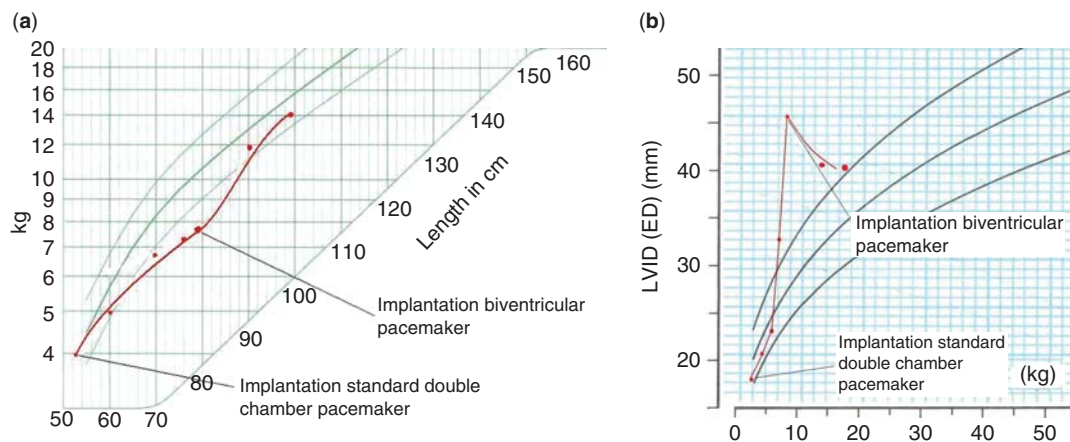 (a)
20
18
16
14
12
10
9
8
7
6
5
4
kg
50 60 70
80
90
100
110
120
130
140
150 160
Length in cm
Implantation biventricular
pacemaker
Implantation standard double
chamber pacemaker
(b)
50
40
30
20
LVID (ED) (mm)
Implantation biventricular
pacemaker
Implantation standard
double chamber
pacemaker
(kg)
0 10 20 30 40 50